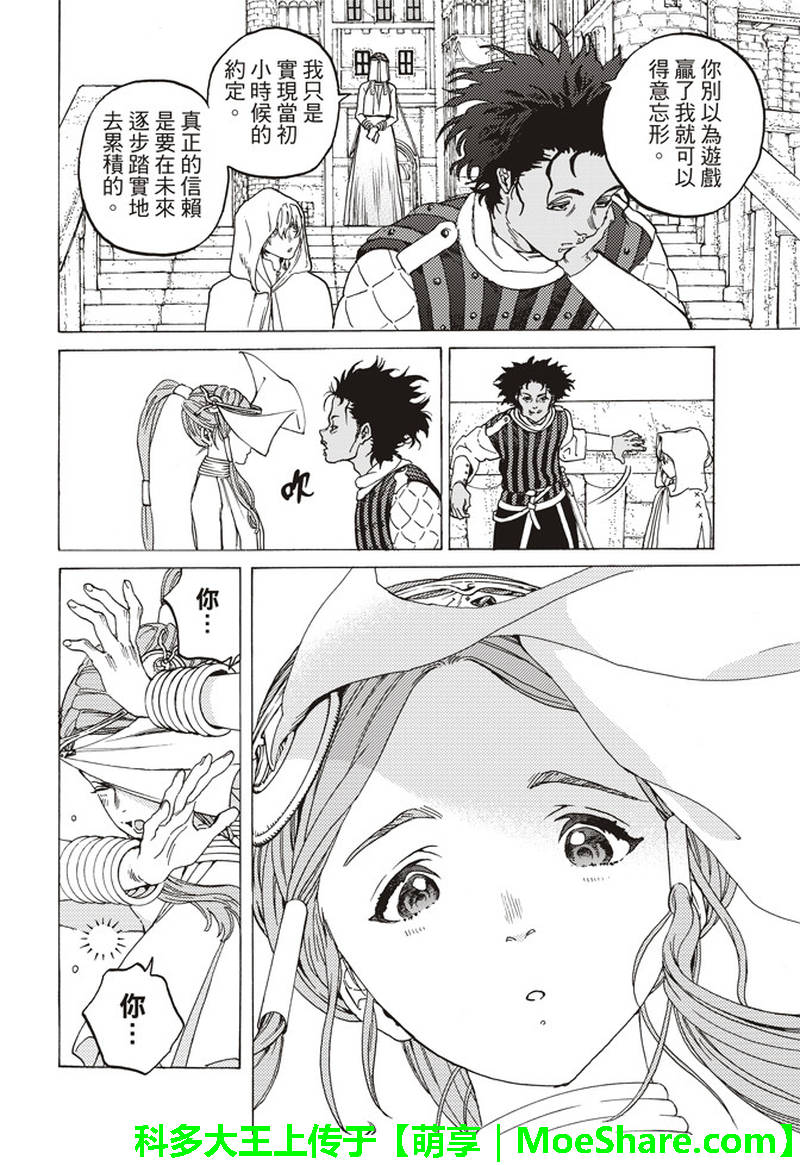 你別以為遊戲
贏了我就可以
得意忘形。
我只是
實現當初
小時候的
約定。
真正的信賴
是要在未來
逐步踏實地
去累積的。
吹
你…
你…
科多大王上传于【萌享｜MoeShare.com】